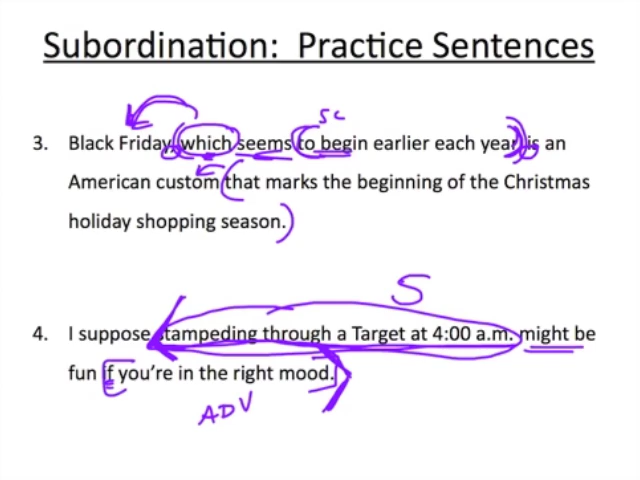 Subordination: Practice Sentences
SC
3. Black Friday, which seems to begin earlier each year, is an
American custom that marks the beginning of the Christmas
holiday shopping season.
S
4. I suppose stampeding through a Target at 4:00 a.m. might be
fun if you're in the right mood.
ADV